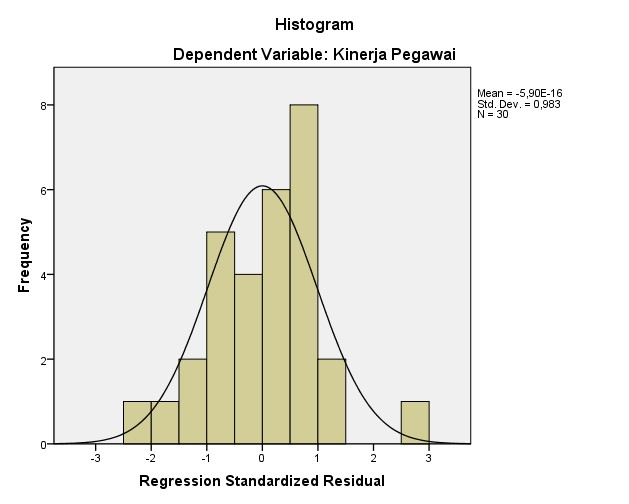 Histogram
Dependent Variable: Kinerja Pegawai
Mean = -5,90E-16
Std. Dev. = 0,983
N = 30
Frequency
8
6
4
2
0
-3 -2 -1 0 1 2 3
Regression Standardized Residual